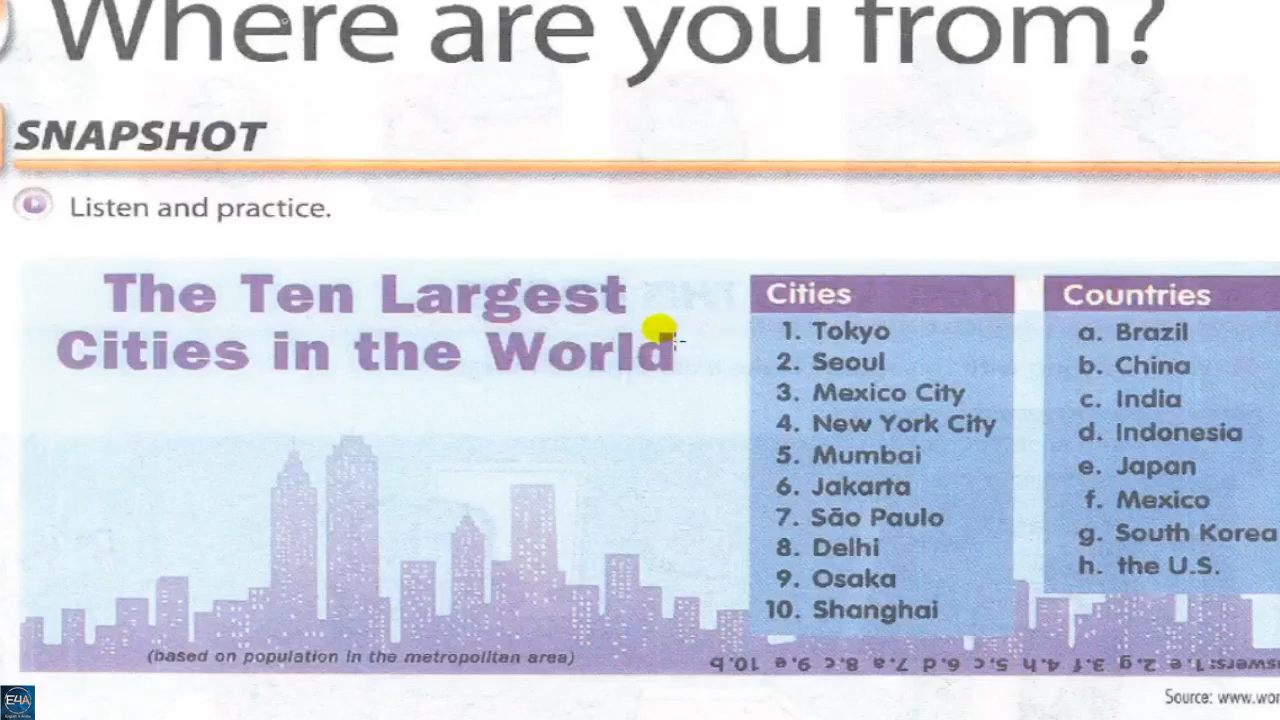 Where are you from?
SNAPSHOT
Listen and practice.
The Ten Largest
Cities in the World
Cities
1. Tokyo
2. Seoul
3. Mexico City
4. New York City
5. Mumbai
6. Jakarta
7. São Paulo
8. Delhi
9. Osaka
10. Shanghai
Countries
a. Brazil
b. China
c. India
d. Indonesia
e. Japan
f. Mexico
g. South Korea
h. the U.S.
(based on population in the metropolitan area)
1. e 2. g 3. f 4. h 5. c 6. d 7. a 8. c 9. e 10. b
Source:
E4A